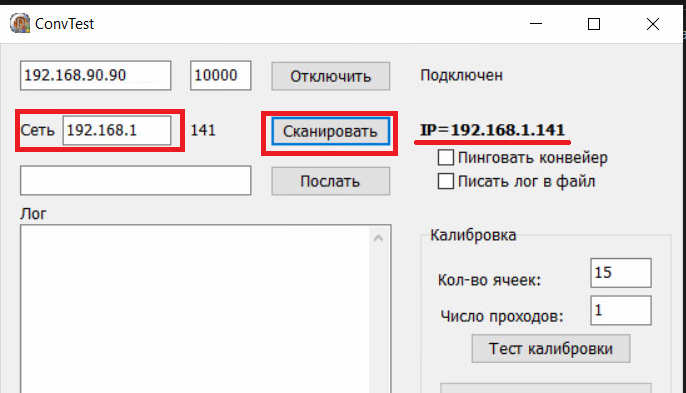 ConvTest
192.168.90.90 10000 Отключить Подключен
Сеть 192.168.1 141 Сканировать IP=192.168.1.141
Пинговать конвейер
Послать Писать лог в файл
Лог
Калибровка
Кол-во ячеек: 15
Число проходов: 1
Тест калибровки